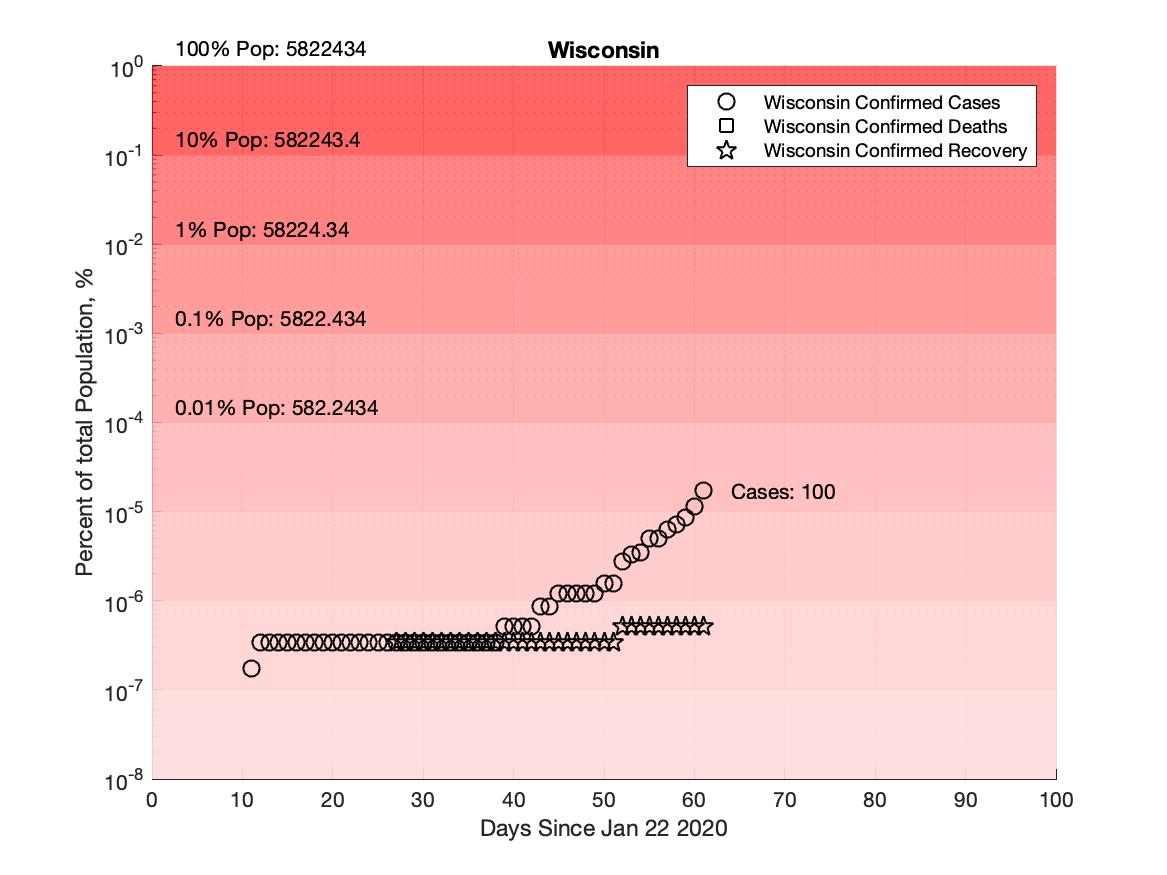 Wisconsin
100% Pop: 5822434
10% Pop: 582243.4
1% Pop: 58224.34
0.1% Pop: 5822.434
0.01% Pop: 582.2434
Wisconsin Confirmed Cases
Wisconsin Confirmed Deaths
Wisconsin Confirmed Recovery
Cases: 100
Percent of total Population, %
10^0
10^-1
10^-2
10^-3
10^-4
10^-5
10^-6
10^-7
10^-8
0 10 20 30 40 50 60 70 80 90 100
Days Since Jan 22 2020